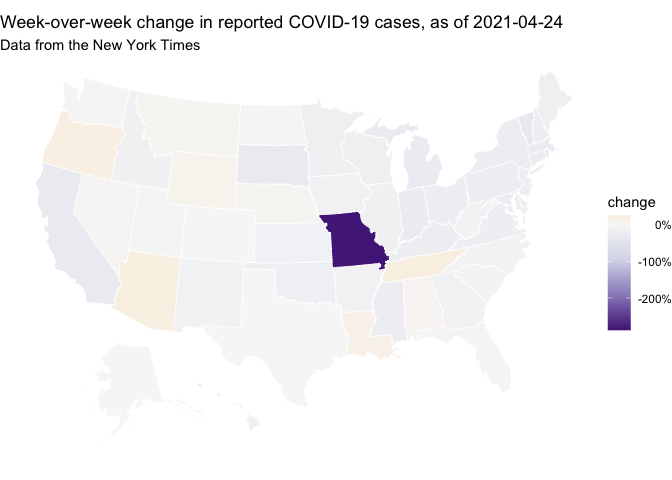 Week-over-week change in reported COVID-19 cases, as of 2021-04-24
Data from the New York Times
change
0%
-100%
-200%